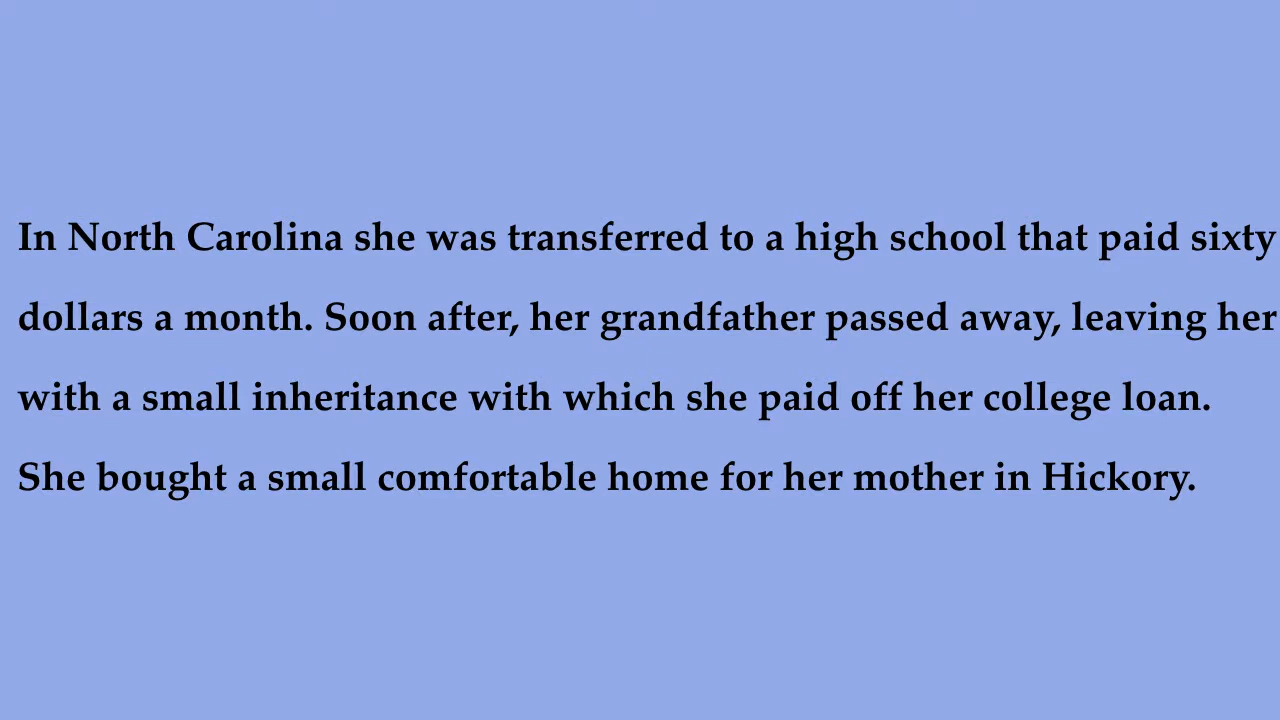 In North Carolina she was transferred to a high school that paid sixty
dollars a month. Soon after, her grandfather passed away, leaving her
with a small inheritance with which she paid off her college loan.
She bought a small comfortable home for her mother in Hickory.